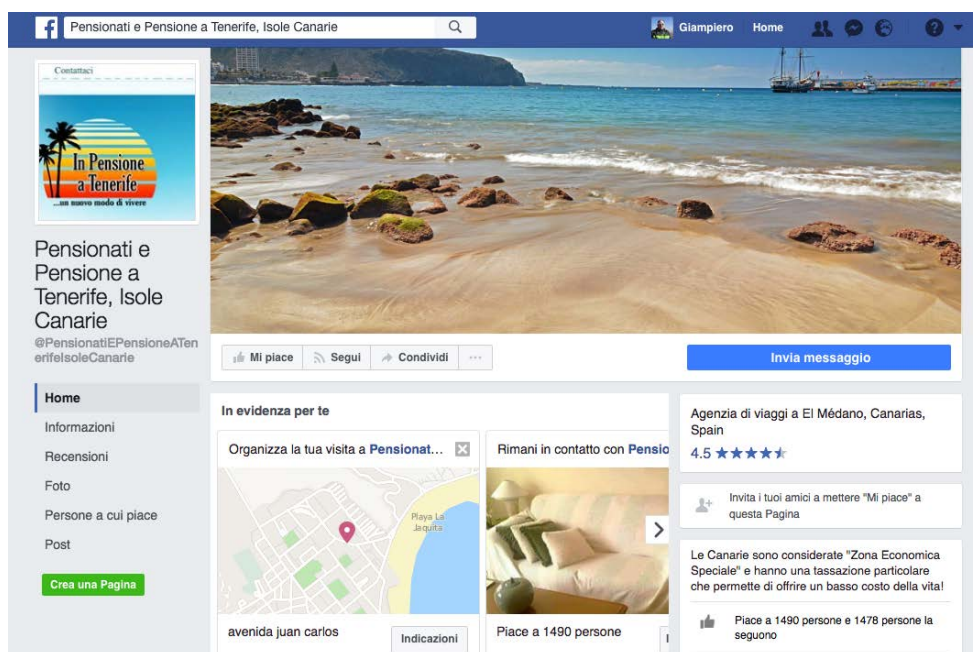 Pensionati e Pensione a Tenerife, Isole Canarie
Giampiero
Home
Contattaci
In Pensione
a Tenerife
...un nuovo modo di vivere
Pensionati e
Pensione a
Tenerife, Isole
Canarie
@PensionatiEPensioneATen
erifeIsoleCanarie
Home
Informazioni
Recensioni
Foto
Persone a cui piace
Post
Crea una Pagina
Mi piace
Segui
Condividi
...
Invia messaggio
In evidenza per te
Organizza la tua visita a Pensionat...
Playa La
Jaquita
avenida juan carlos
Indicazioni
Rimani in contatto con Pensio
Piace a 1490 persone
Agenzia di viaggi a El Médano, Canarias,
Spain
4.5
Invita i tuoi amici a mettere "Mi piace" a
questa Pagina
Le Canarie sono considerate "Zona Economica
Speciale" e hanno una tassazione particolare
che permette di offrire un basso costo della vita!
Piace a 1490 persone e 1478 persone la
seguono